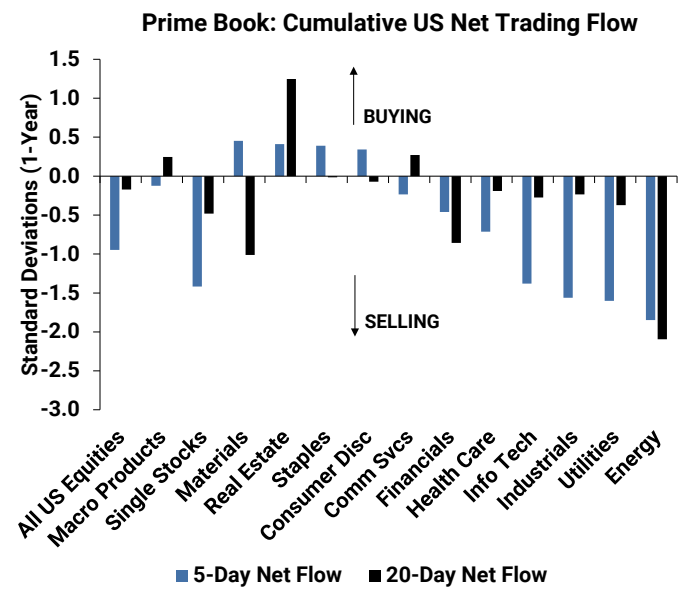 Prime Book: Cumulative US Net Trading Flow
Standard Deviations (1-Year)
1.5
1.0
0.5
0.0
-0.5
-1.0
-1.5
-2.0
-2.5
-3.0
BUYING
SELLING
All US Equities
Macro Products
Single Stocks
Materials
Real Estate
Staples
Consumer Disc
Comm Svcs
Financials
Health Care
Info Tech
Industrials
Utilities
Energy
5-Day Net Flow
20-Day Net Flow